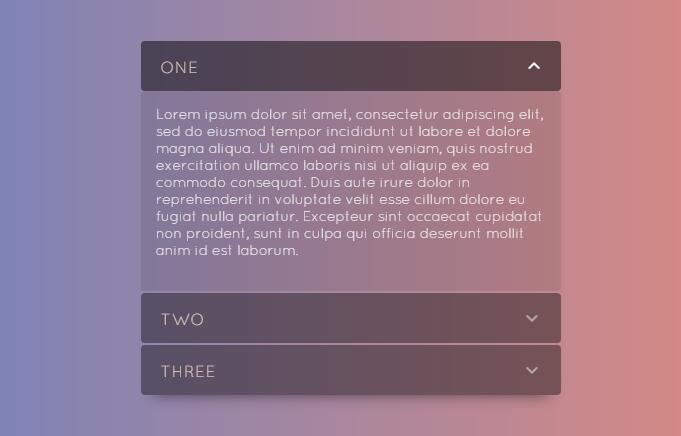 ONE
Lorem ipsum dolor sit amet, consectetur adipiscing elit,
sed do eiusmod tempor incididunt ut labore et dolore
magna aliqua. Ut enim ad minim veniam, quis nostrud
exercitation ullamco laboris nisi ut aliquip ex ea
commodo consequat. Duis aute irure dolor in
reprehenderit in voluptate velit esse cillum dolore eu
fugiat nulla pariatur. Excepteur sint occaecat cupidatat
non proident, sunt in culpa qui officia deserunt mollit
anim id est laborum.
TWO
THREE